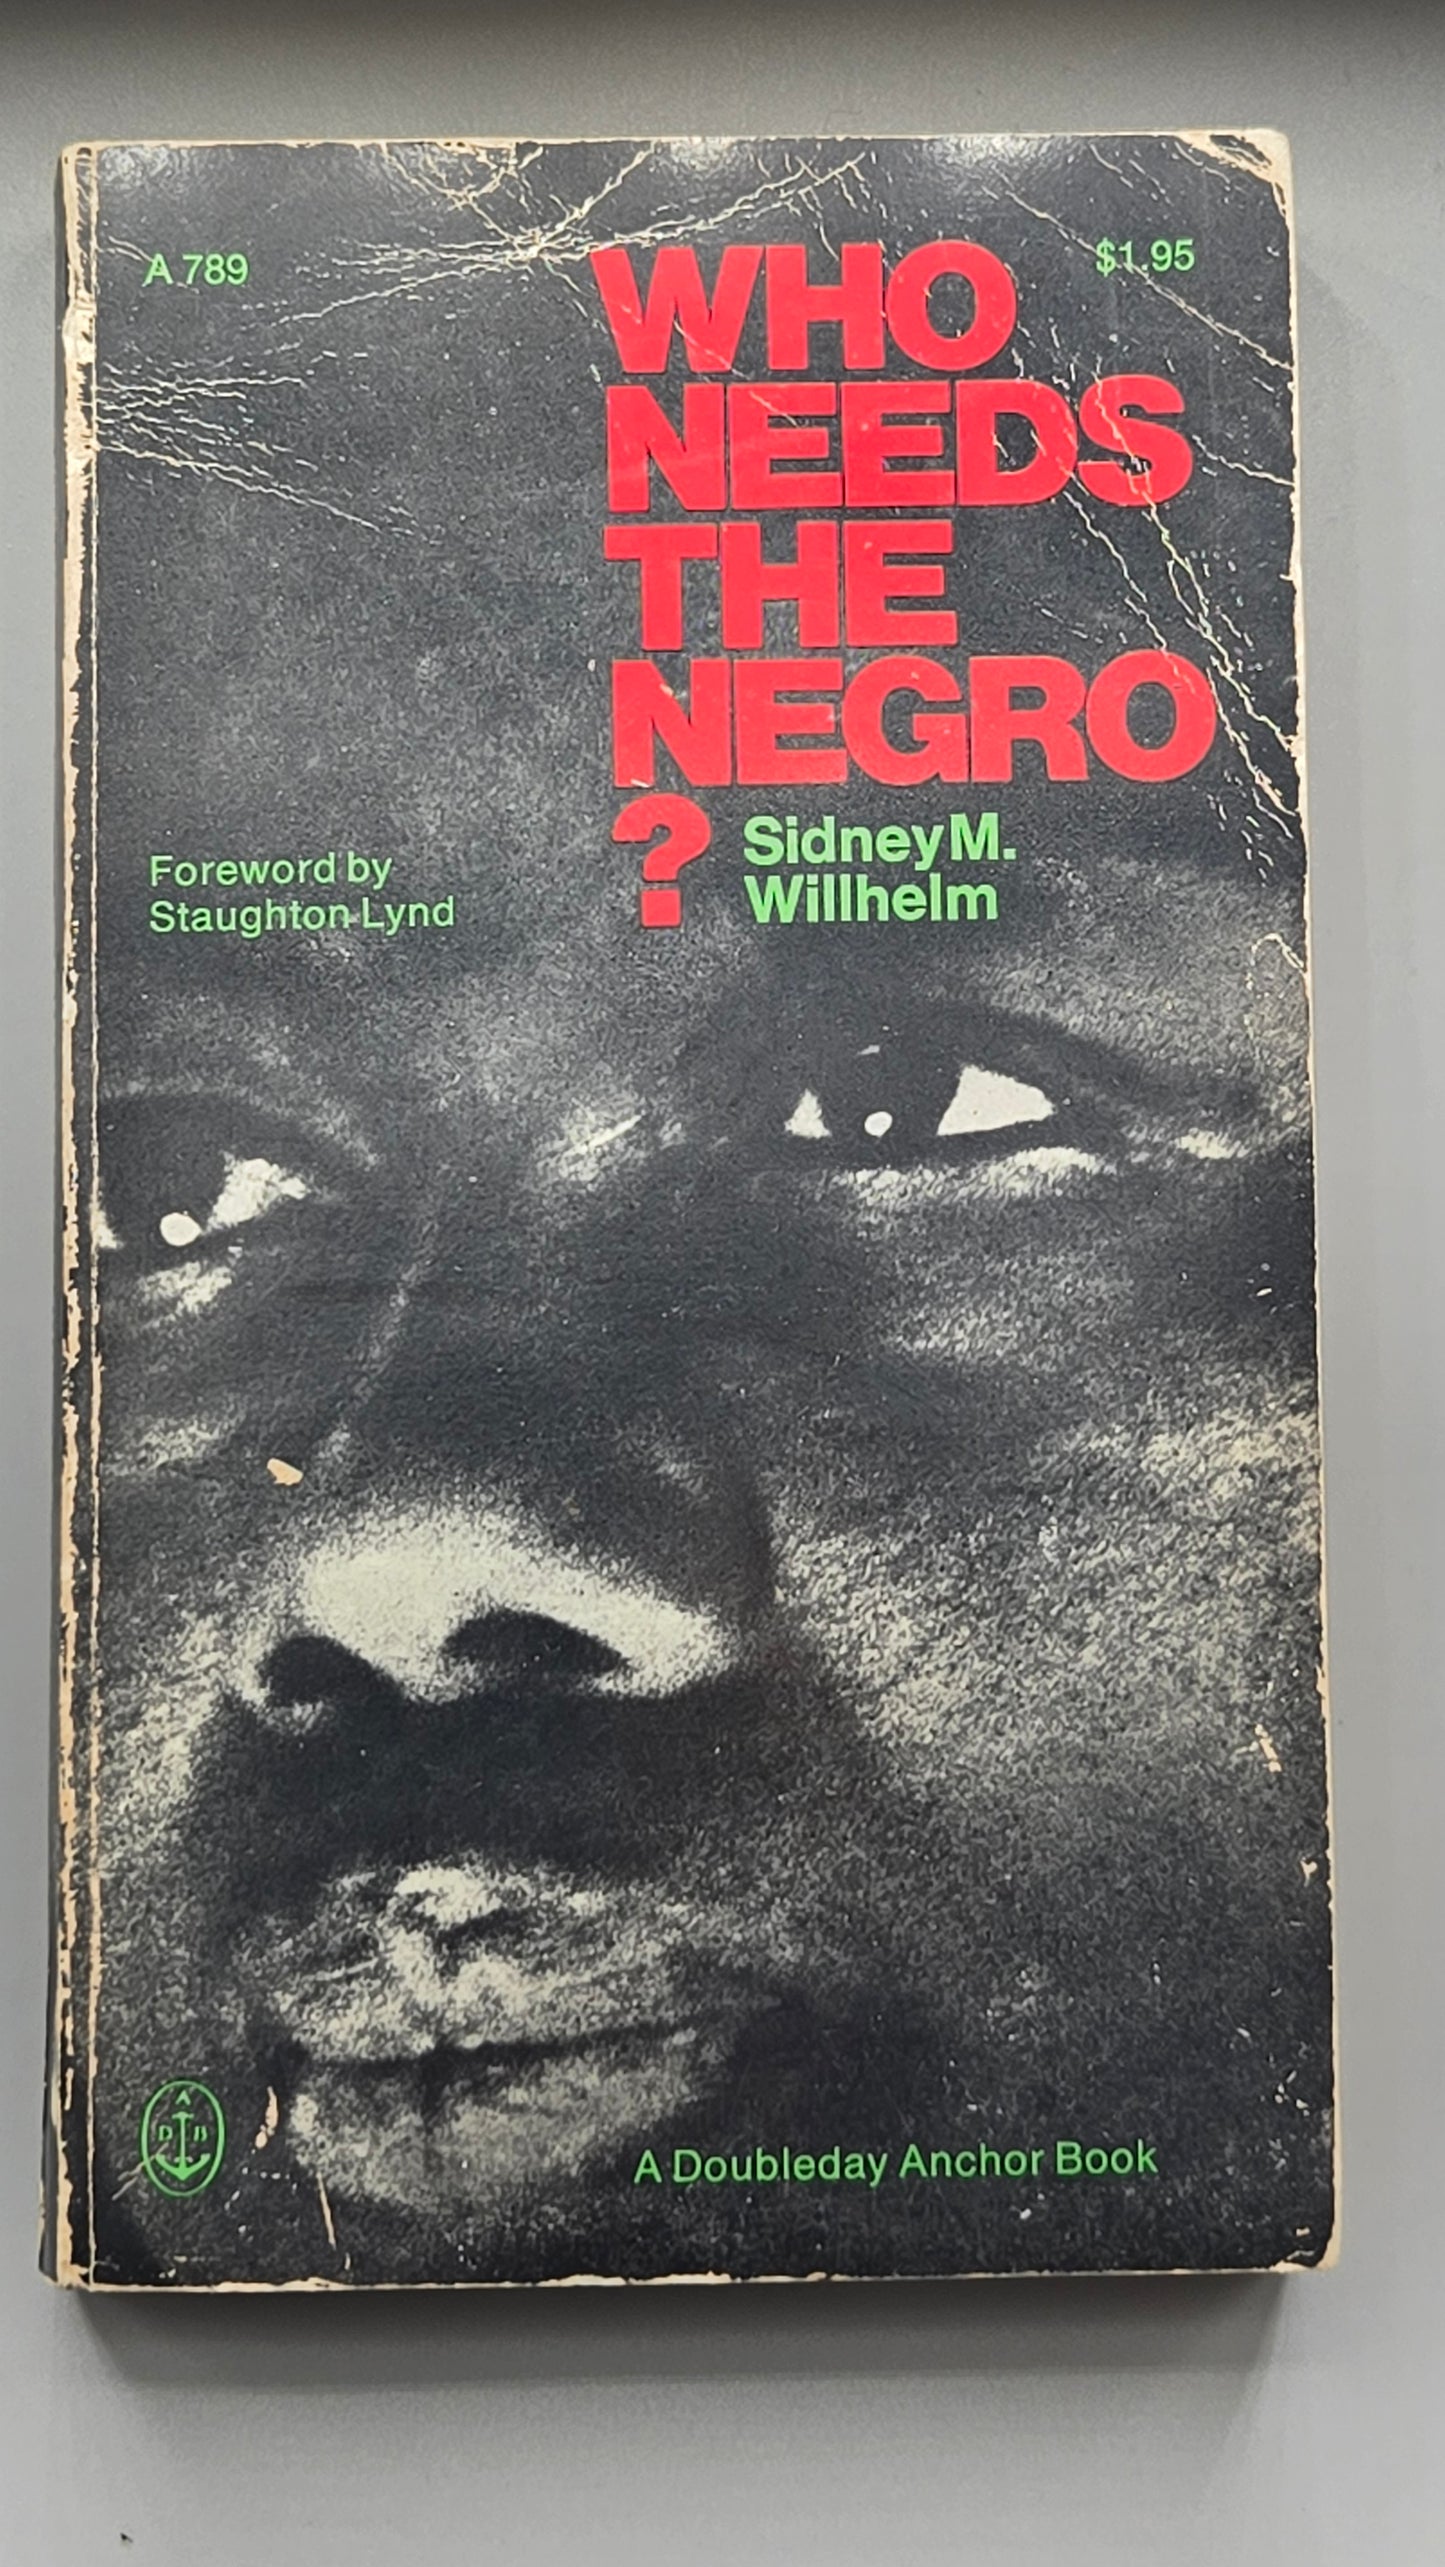 A 789
$1.95
WHO
NEEDS
THE
NEGRO
?
Sidney M.
Willhelm
Foreword by
Staughton Lynd
A
D B
A Doubleday Anchor Book